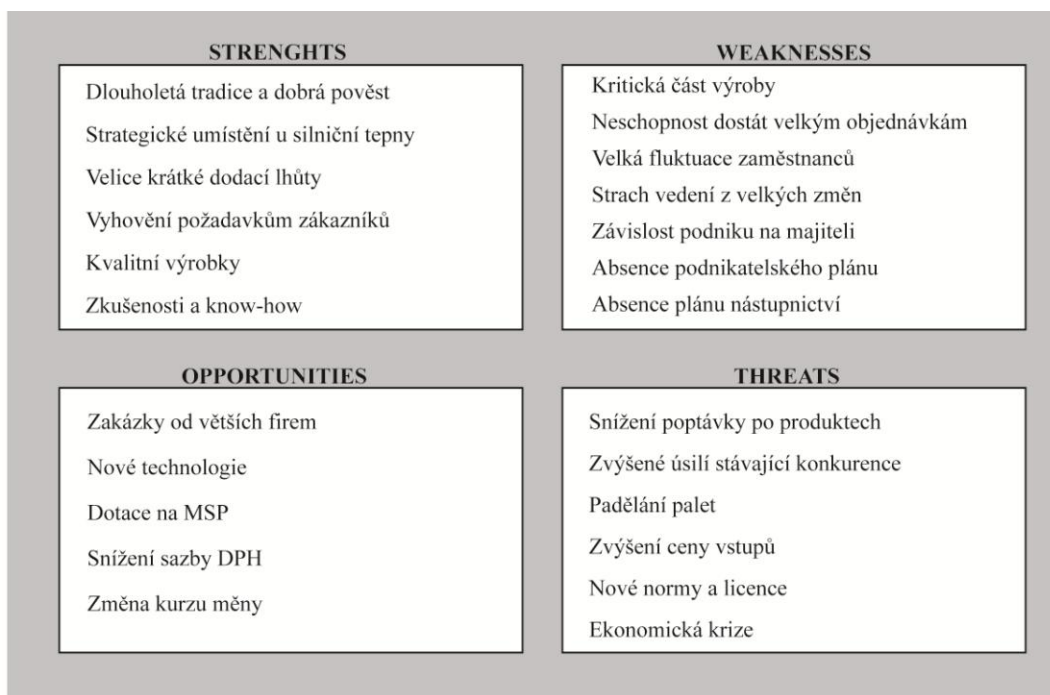 STRENGHTS
Dlouholetá tradice a dobrá pověst
Strategické umístění u silniční tepny
Velice krátké dodací lhůty
Vyhovění požadavkům zákazníků
Kvalitní výrobky
Zkušenosti a know-how
WEAKNESSES
Kritická část výroby
Neschopnost dostát velkým objednávkám
Velká fluktuace zaměstnanců
Strach vedení z velkých změn
Závislost podniku na majiteli
Absence podnikatelského plánu
Absence plánu nástupnictví
OPPORTUNITIES
Zakázky od větších firem
Nové technologie
Dotace na MSP
Snížení sazby DPH
Změna kurzu měny
THREATS
Snížení poptávky po produktech
Zvýšené úsilí stávající konkurence
Padělání palet
Zvýšení ceny vstupů
Nové normy a licence
Ekonomická krize